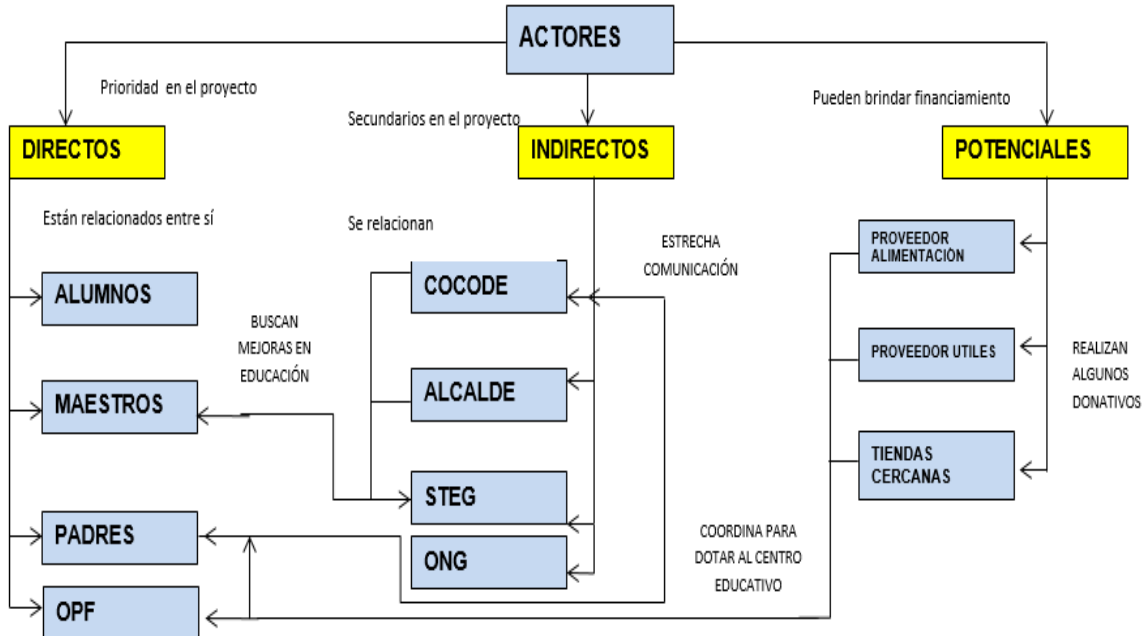 ACTORES
Prioridad en el proyecto
Secundarios en el proyecto
Pueden brindar financiamiento
DIRECTOS
INDIRECTOS
POTENCIALES
Están relacionados entre sí
Se relacionan
ESTRECHA
COMUNICACIÓN
PROVEEDOR
ALIMENTACIÒN
ALUMNOS
COCODE
BUSCAN
MEJORAS EN
EDUCACIÓN
PROVEEDOR UTILES
REALIZAN
ALGUNOS
DONATIVOS
MAESTROS
ALCALDE
TIENDAS
CERCANAS
STEG
PADRES
ONG
COORDINA PARA
DOTAR AL CENTRO
EDUCATIVO
OPF